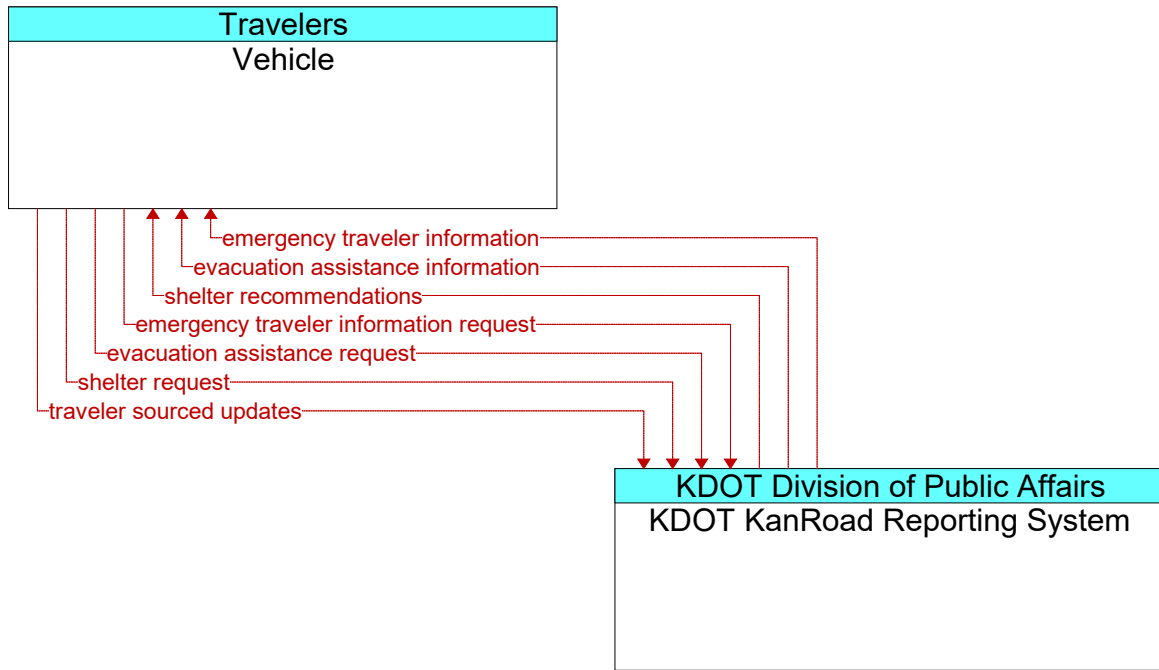 Travelers
Vehicle
emergency traveler information
evacuation assistance information
shelter recommendations
emergency traveler information request
evacuation assistance request
shelter request
traveler sourced updates
KDOT Division of Public Affairs
KDOT KanRoad Reporting System